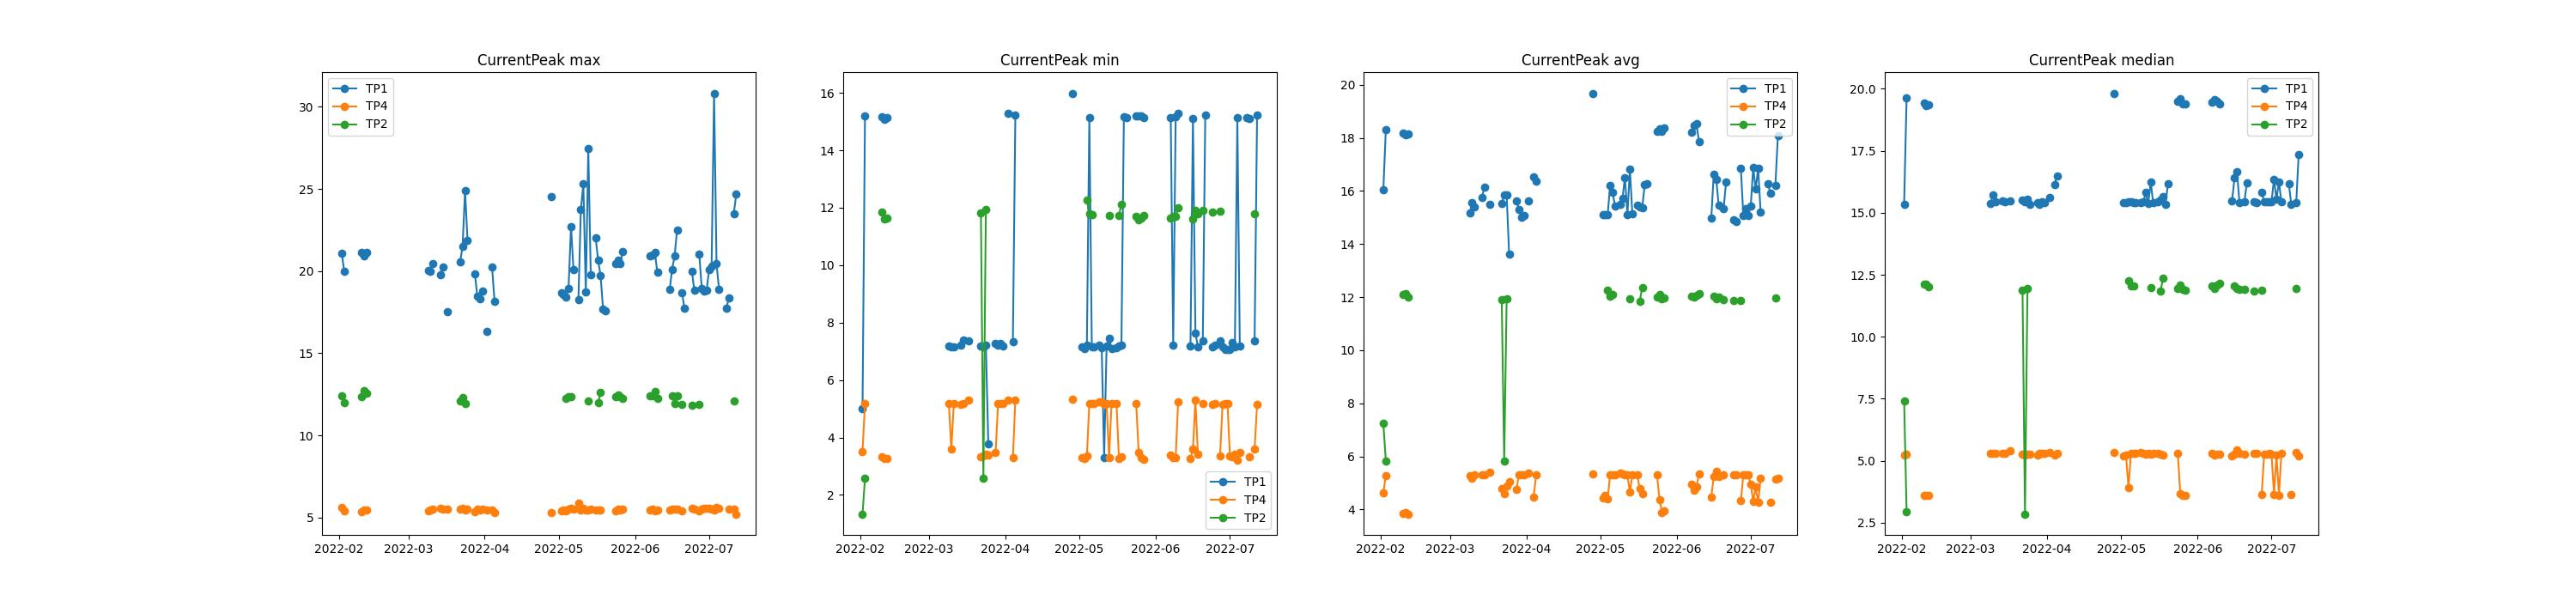 CurrentPeak max
TP1
TP4
TP2
30
25
20
15
10
5
2022-02 2022-03 2022-04 2022-05 2022-06 2022-07
CurrentPeak min
16
14
12
10
8
6
4
2
TP1
TP4
TP2
2022-02 2022-03 2022-04 2022-05 2022-06 2022-07
CurrentPeak avg
TP1
TP4
TP2
20
18
16
14
12
10
8
6
4
2022-02 2022-03 2022-04 2022-05 2022-06 2022-07
CurrentPeak median
TP1
TP4
TP2
20.0
17.5
15.0
12.5
10.0
7.5
5.0
2.5
2022-02 2022-03 2022-04 2022-05 2022-06 2022-07